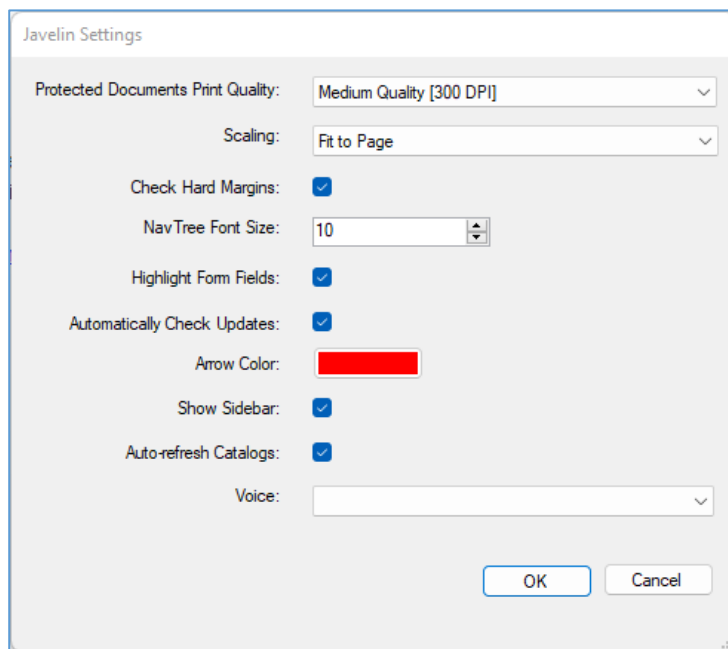 Javelin Settings
Protected Documents Print Quality: Medium Quality [300 DPI]
Scaling: Fit to Page
Check Hard Margins:
NavTree Font Size: 10
Highlight Form Fields:
Automatically Check Updates:
Arrow Color:
Show Sidebar:
Auto-refresh Catalogs:
Voice:
OK Cancel